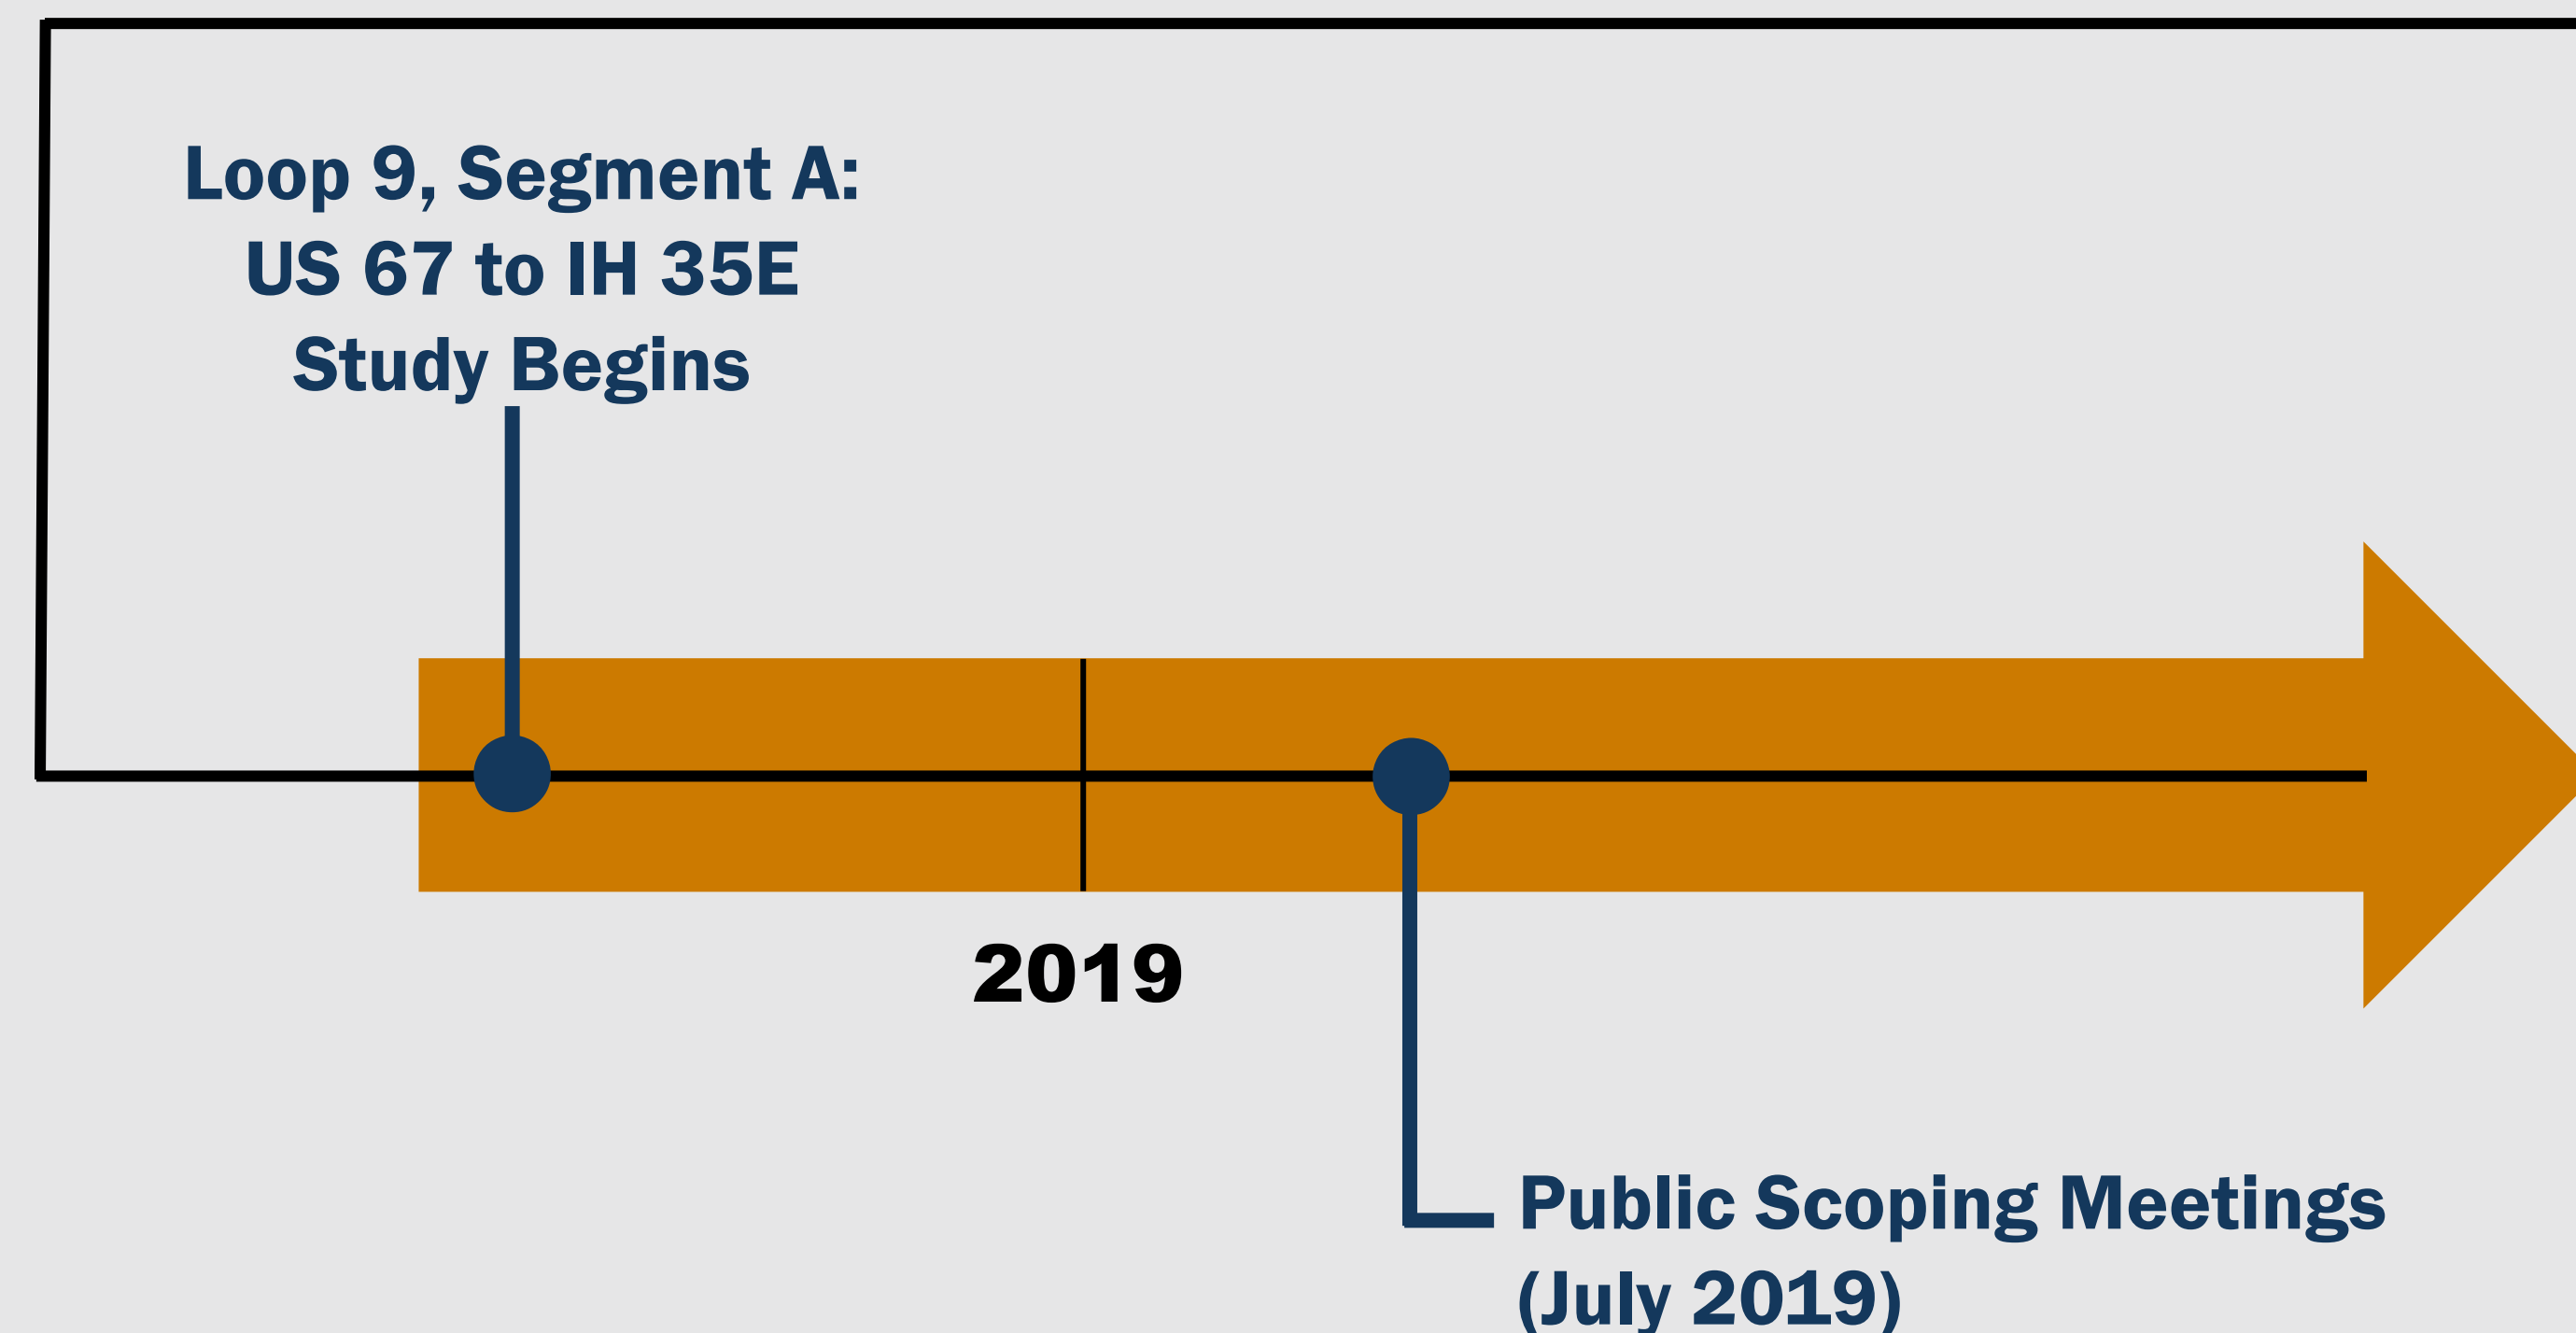 Loop 9, Segment A:
US 67 to IH 35E
Study Begins
2019
Public Scoping Meetings
(July 2019)